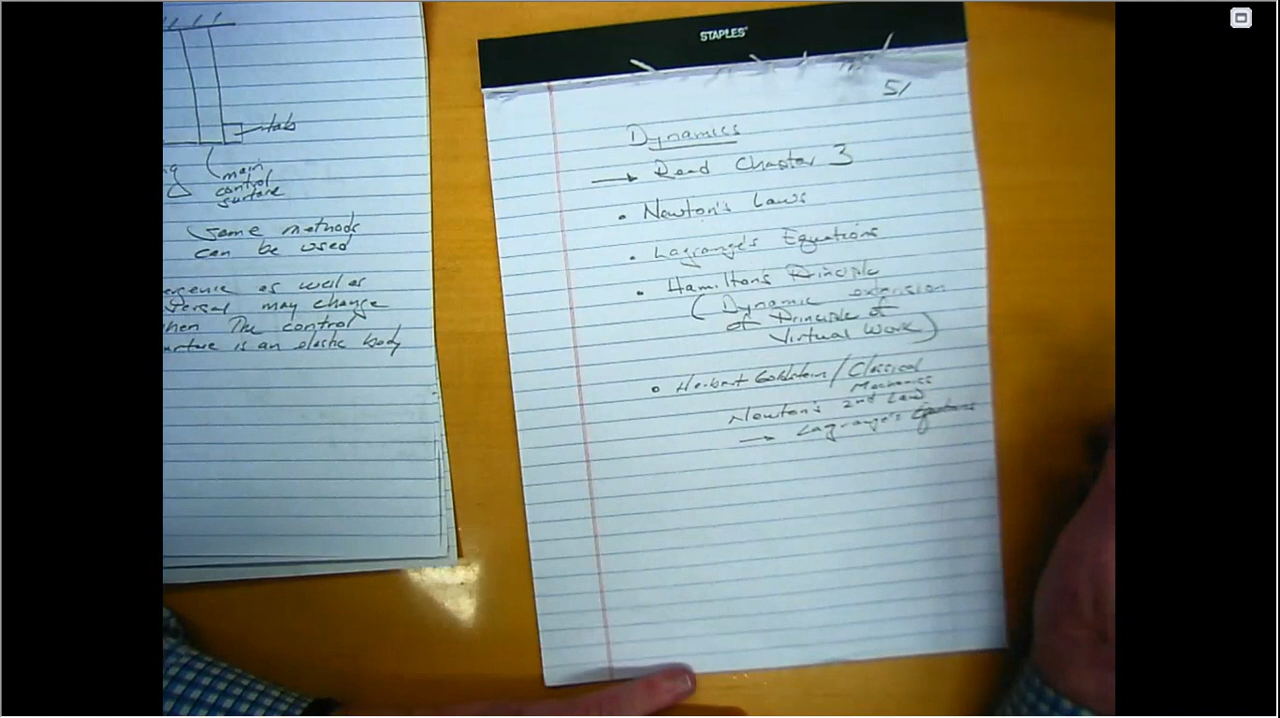 tab
main
control
surface
Same methods
can be used
as well as
may change
The control
is an elastic body
STAPLES
51
Dynamics
→ Read Chapter 3
• Newton's Laws
• Lagrange's Equations
• Hamilton's Principle
(Dynamic extension
of Principle of
Virtual Work)
• Herbert Goldstein/Classical
Mechanics
Newton's 2nd Law
→ Lagrange's Equations